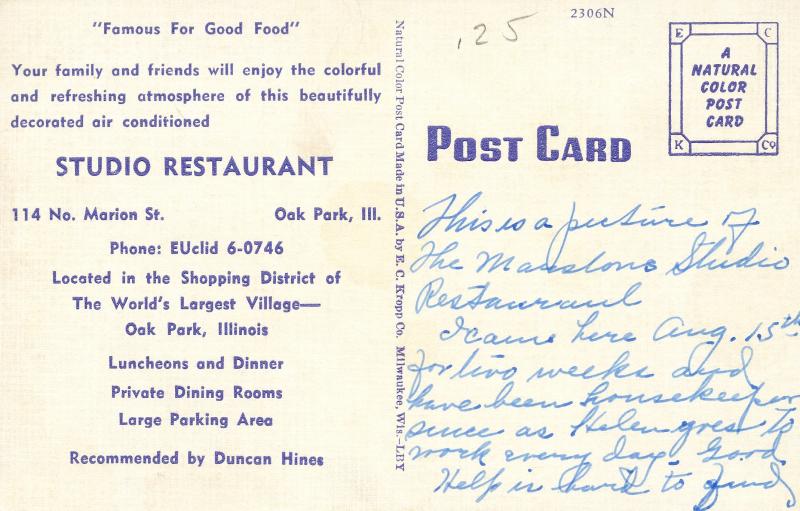 "Famous For Good Food"
Your family and friends will enjoy the colorful
and refreshing atmosphere of this beautifully
decorated air conditioned
STUDIO RESTAURANT
114 No. Marion St. Oak Park, Ill.
Phone: EUclid 6-0746
Located in the Shopping District of
The World's Largest Village—
Oak Park, Illinois
Luncheons and Dinner
Private Dining Rooms
Large Parking Area
Recommended by Duncan Hines
Natural Color Post Card Made in U.S.A. by E. C. Kropp Co. Milwaukee, Wis.—LBY
.25
2306N
E C
A
NATURAL
COLOR
POST
CARD
K Co
POST CARD
This is a picture of
The Studio
Restaurant
I came here Aug. 15th
for two weeks and
have been housekeeper
since as Helen goes to
work every day. Good
Help is hard to find